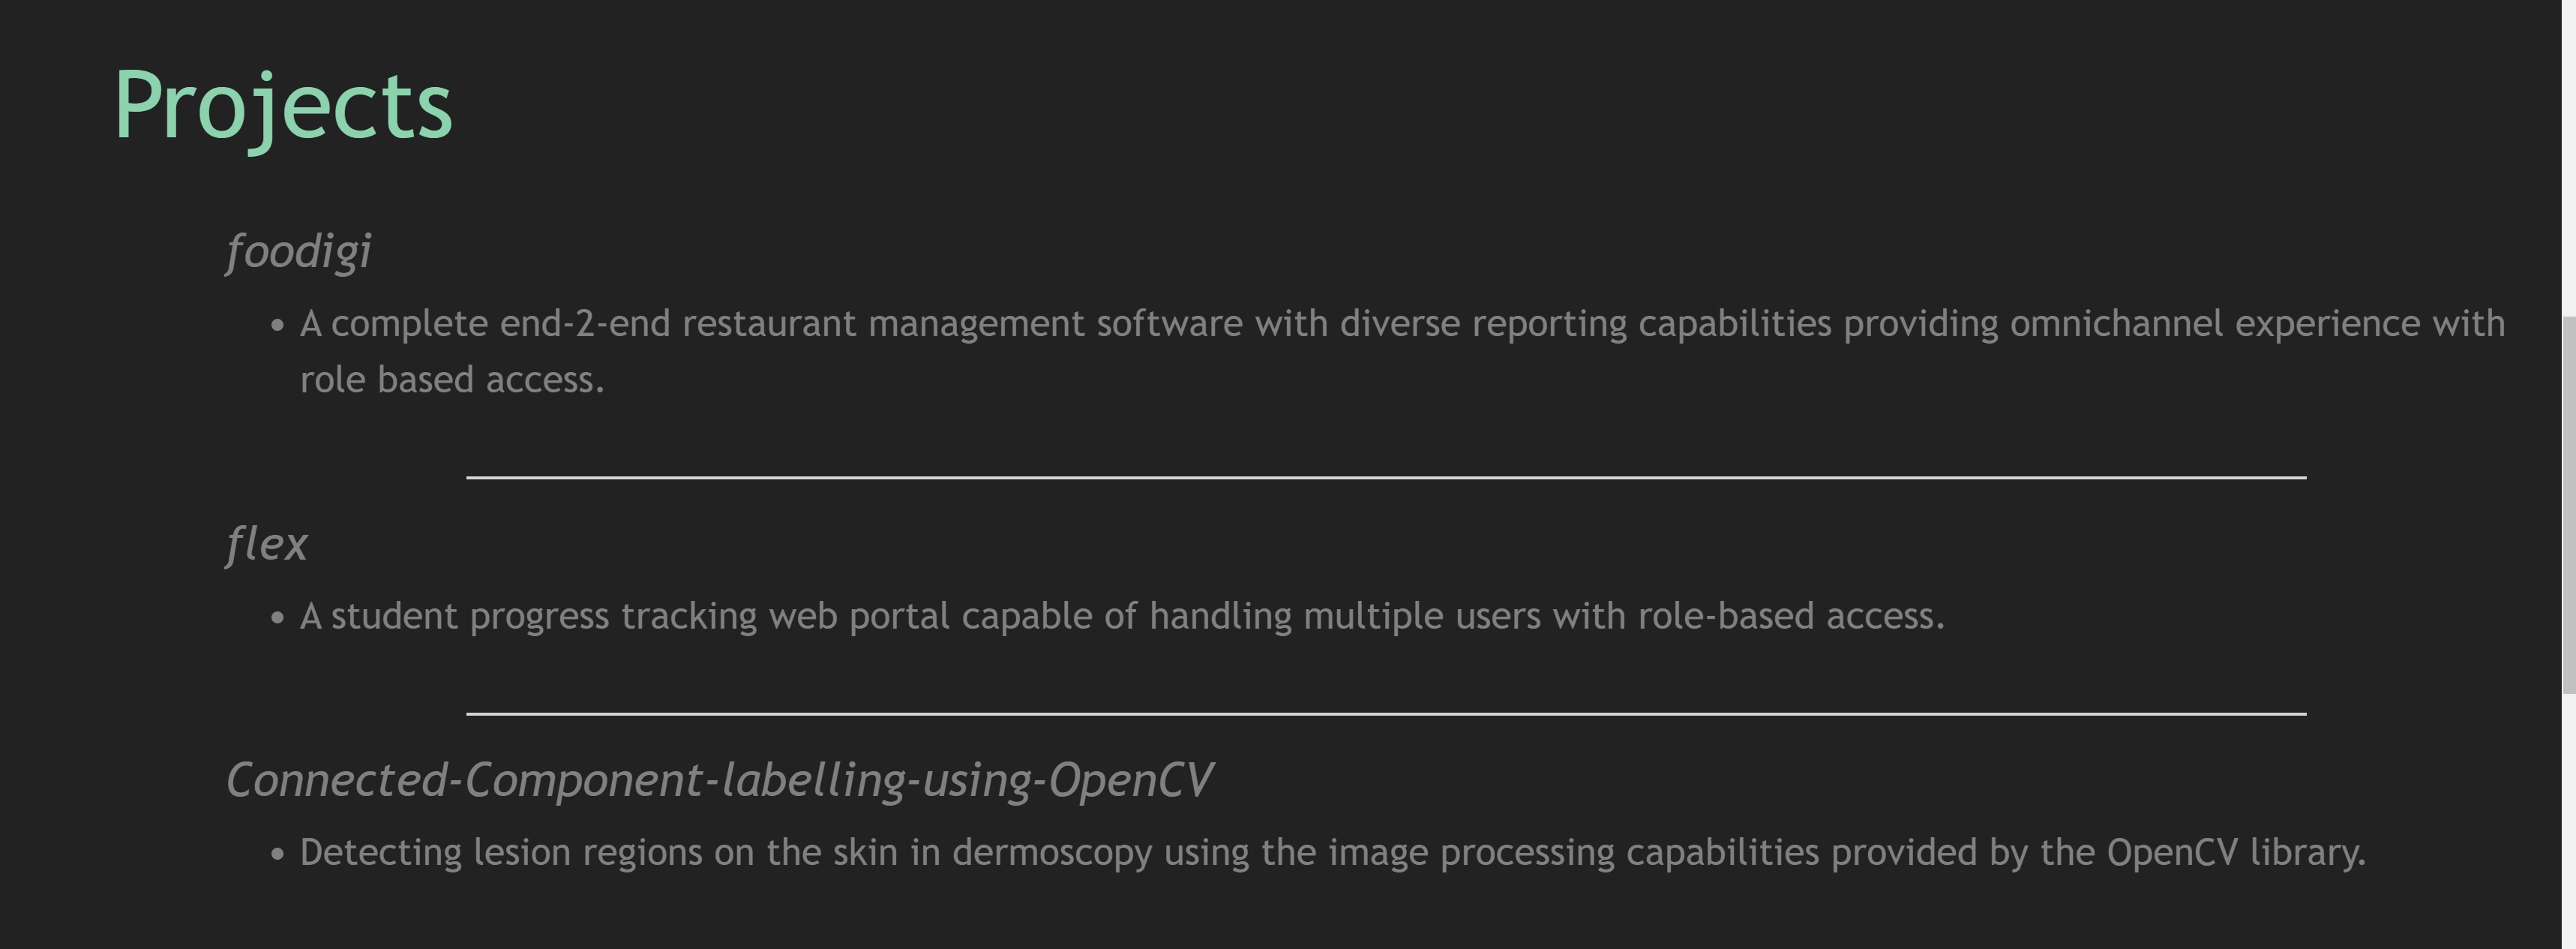 Projects
foodigi
• A complete end-2-end restaurant management software with diverse reporting capabilities providing omnichannel experience with
role based access.
flex
• A student progress tracking web portal capable of handling multiple users with role-based access.
Connected-Component-labelling-using-OpenCV
• Detecting lesion regions on the skin in dermoscopy using the image processing capabilities provided by the OpenCV library.